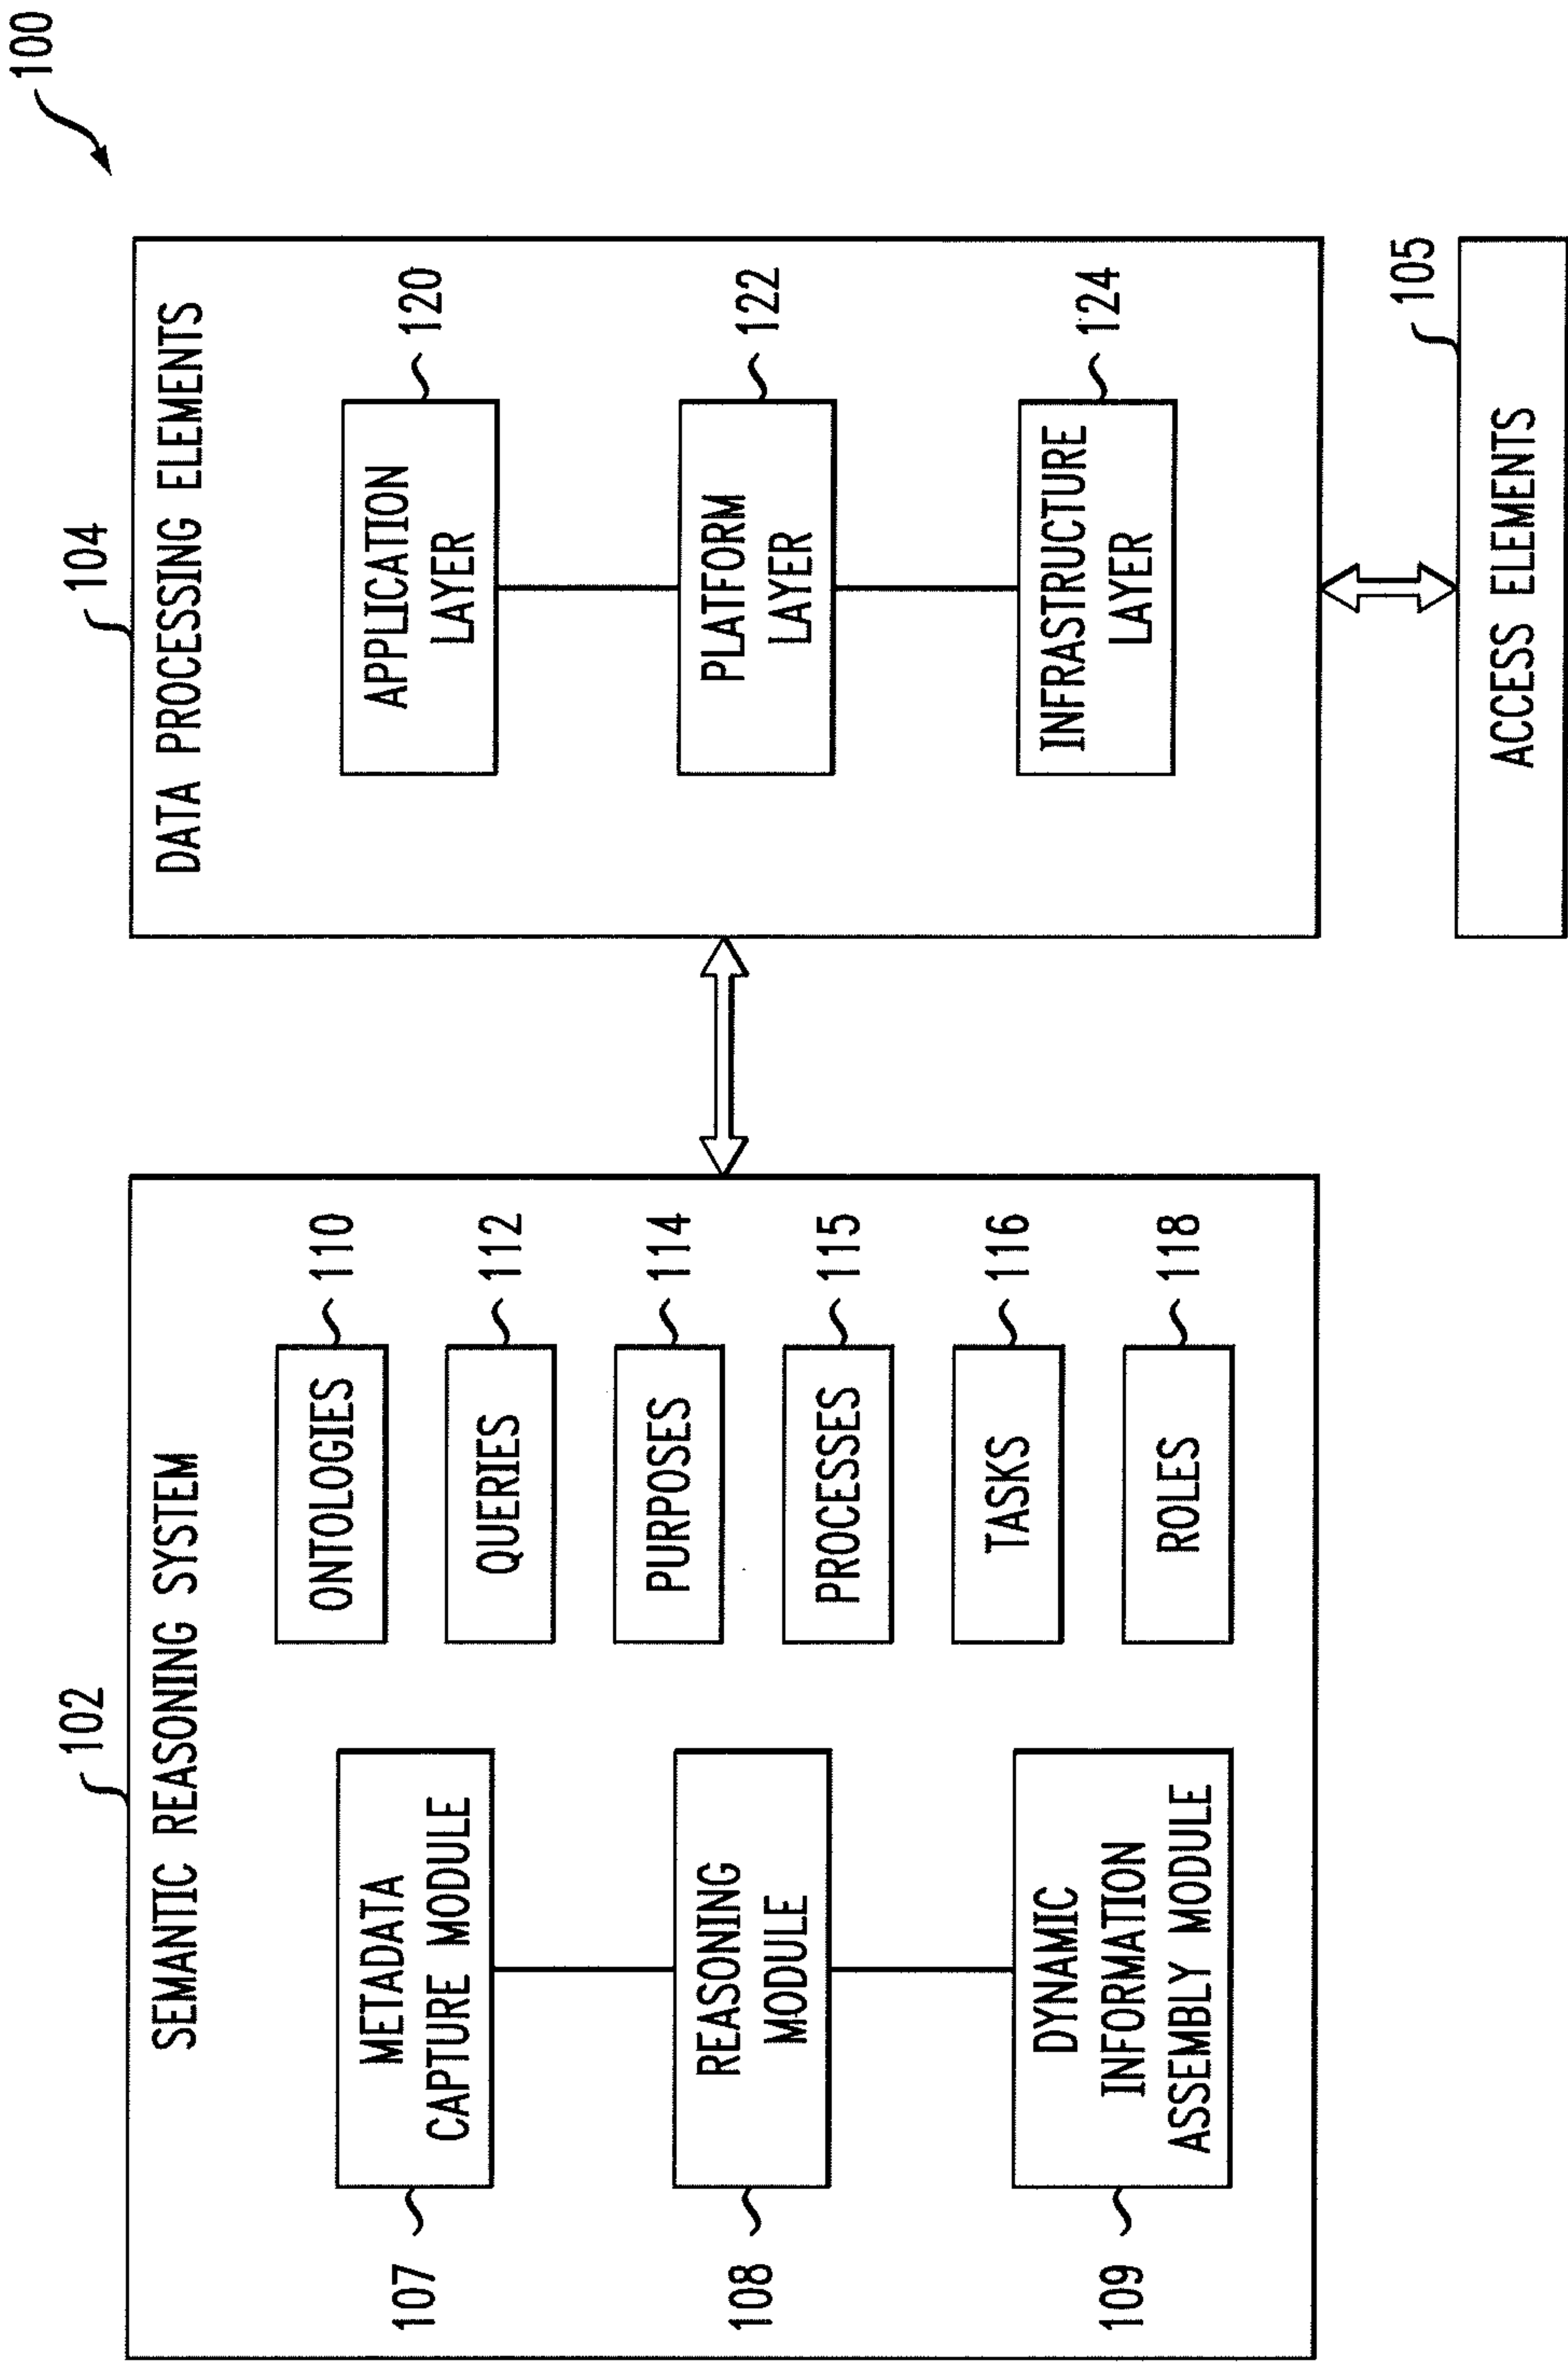 100
102
SEMANTIC REASONING SYSTEM
107
METADATA
CAPTURE MODULE
108
REASONING
MODULE
109
DYNAMIC
INFORMATION
ASSEMBLY MODULE
ONTOLOGIES
110
QUERIES
112
PURPOSES
114
PROCESSES
115
TASKS
116
ROLES
118
104
DATA PROCESSING ELEMENTS
APPLICATION
LAYER
120
PLATFORM
LAYER
122
INFRASTRUCTURE
LAYER
124
105
ACCESS ELEMENTS